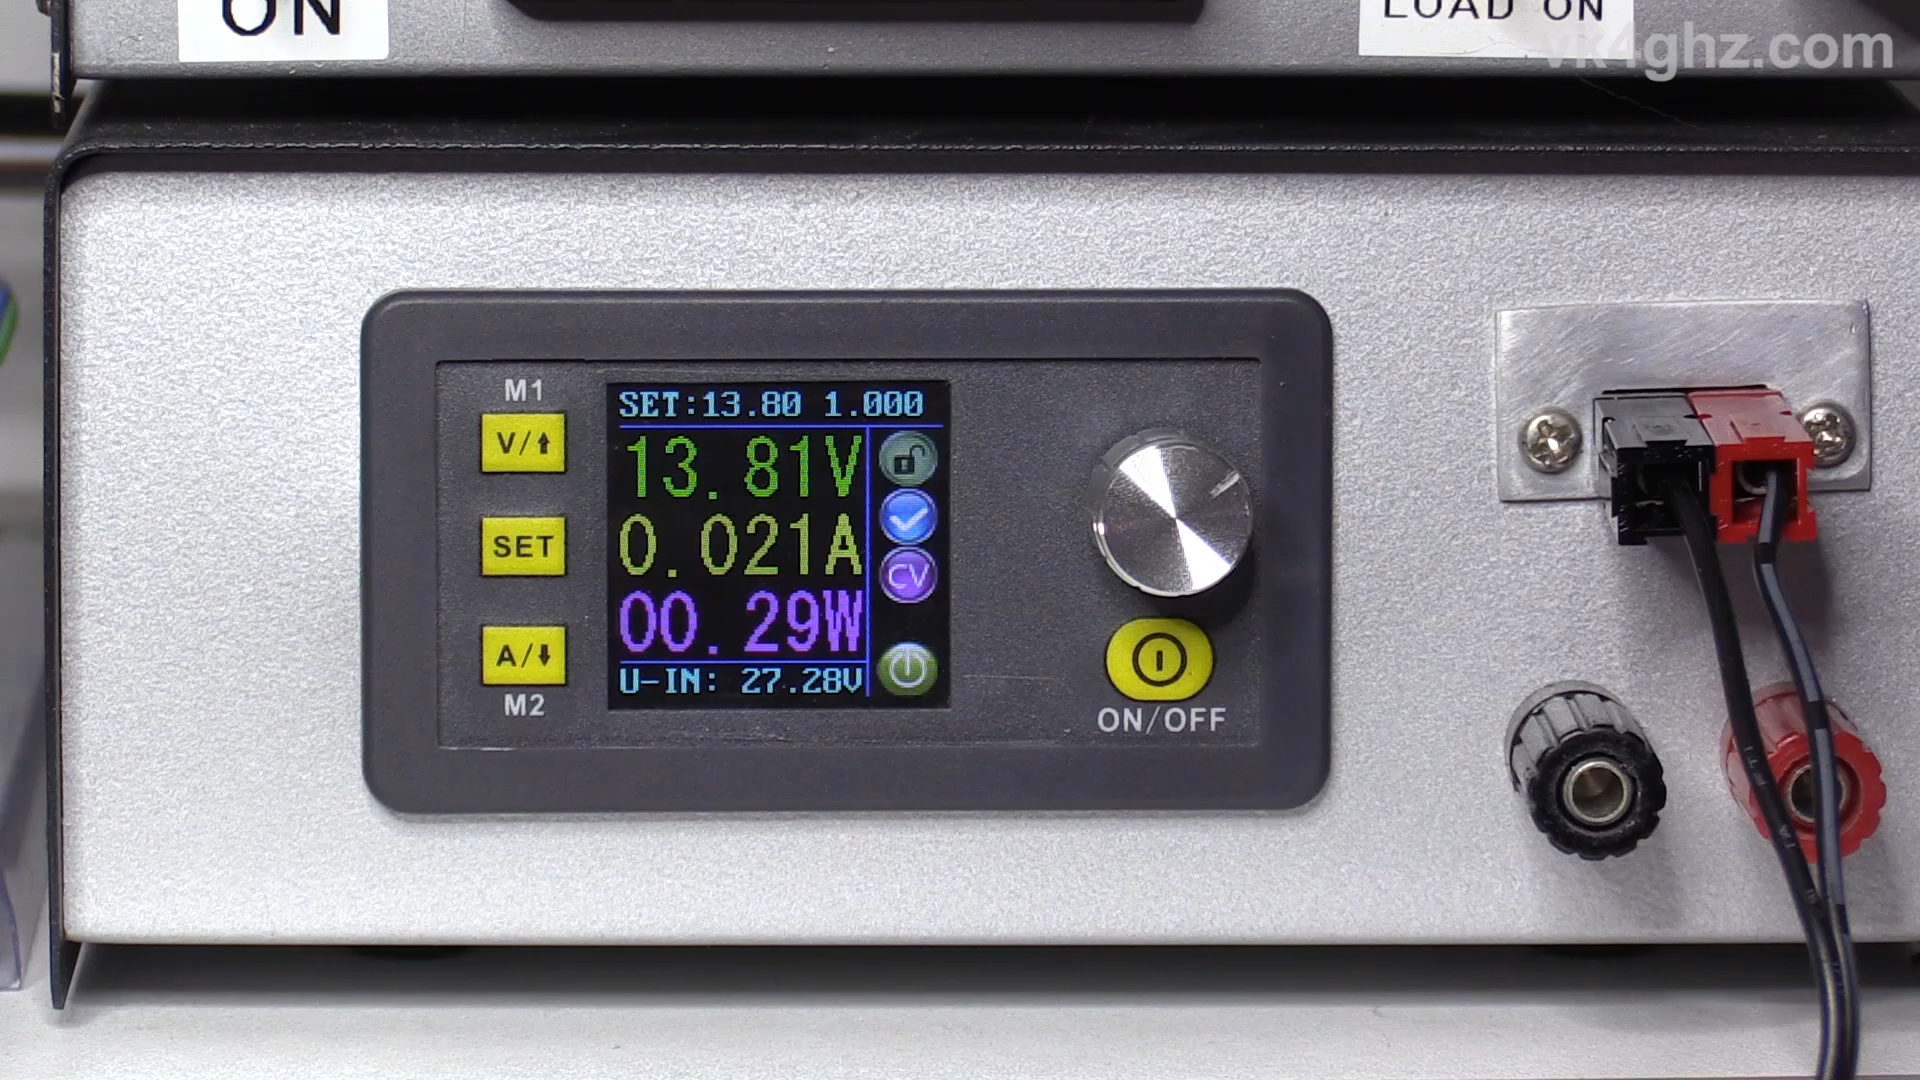 ON
LOAD ON
vk4ghz.com
M1
V/⬆
SET
A/⬇
M2
SET:13.80 1.000
13.81V
0.021A
00.29W
U-IN: 27.28V
CV
ON/OFF